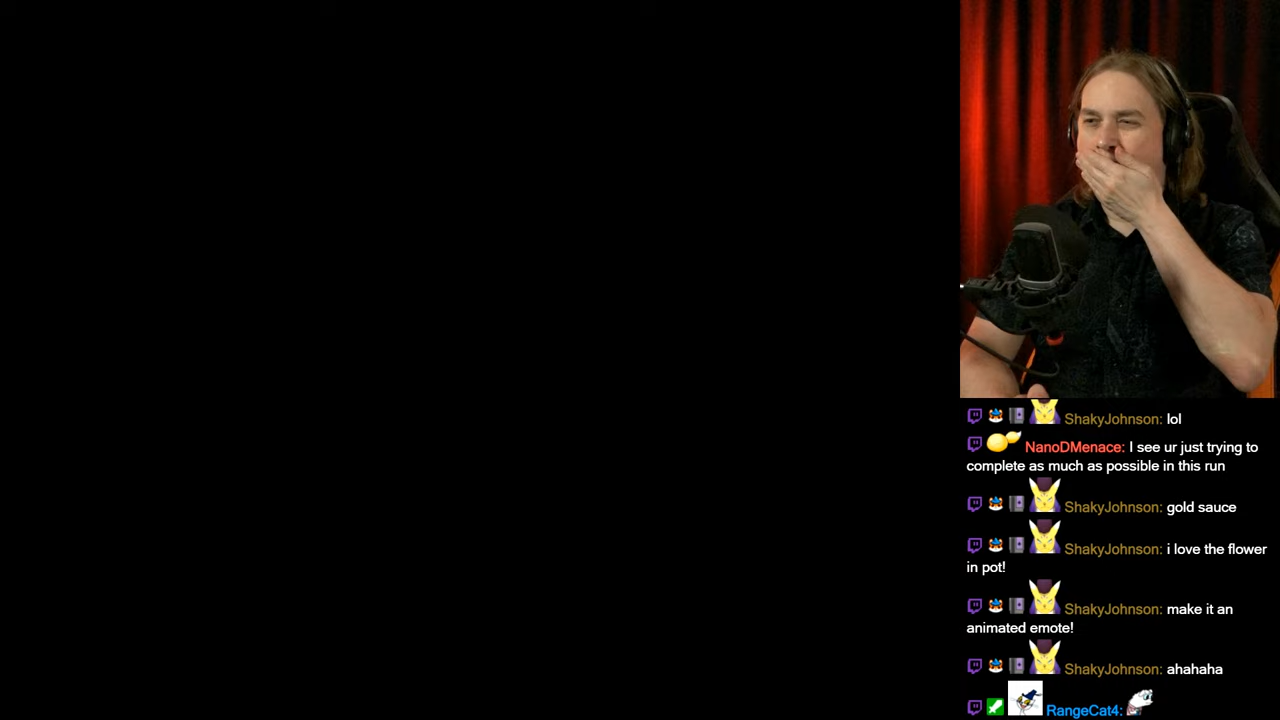 ShakyJohnson: lol
NanoDMenace: I see ur just trying to
complete as much as possible in this run
ShakyJohnson: gold sauce
ShakyJohnson: i love the flower
in pot!
ShakyJohnson: make it an
animated emote!
ShakyJohnson: ahahaha
RangeCat4: